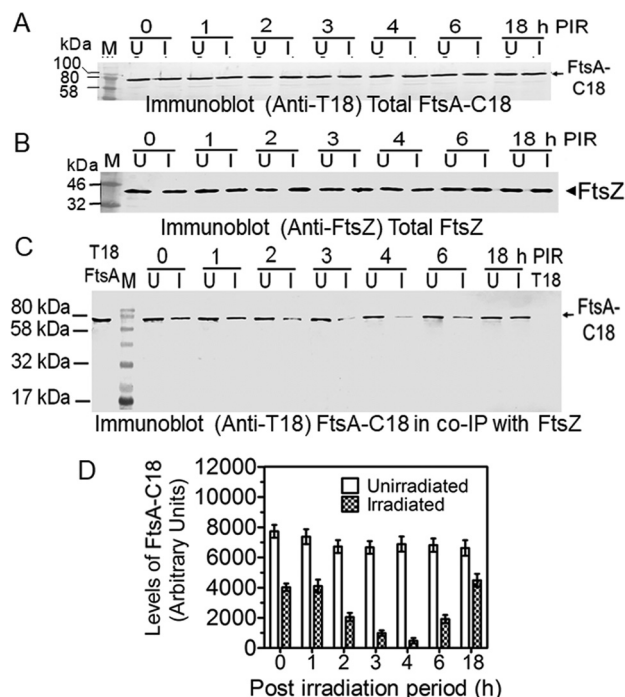 A
0 1 2 3 4 6 18 h PIR
kDa M U I U I U I U I U I U I U I
100
80
58
FtsA-
C18
Immunoblot (Anti-T18) Total FtsA-C18
B
0 1 2 3 4 6 18 h PIR
kDa M U I U I U I U I U I U I U I
46
32
FtsZ
Immunoblot (Anti-FtsZ) Total FtsZ
C
T18 0 1 2 3 4 6 18 h PIR
FtsA M U I U I U I U I U I U I U I T18
80 kDa
58 kDa
32 kDa
17 kDa
FtsA-
C18
Immunoblot (Anti-T18) FtsA-C18 in co-IP with FtsZ
D
Levels of FtsA-C18
(Arbitrary Units)
12000
10000
8000
6000
4000
2000
0
Unirradiated
Irradiated
0 1 2 3 4 6 18
Post irradiation period (h)